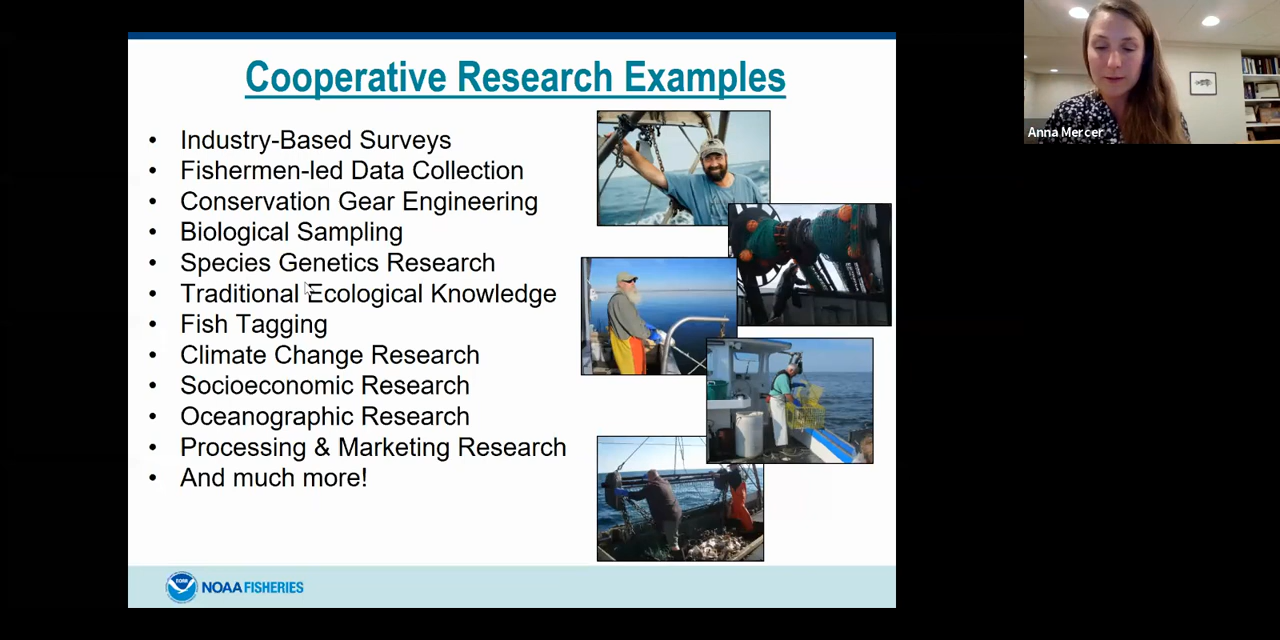 Cooperative Research Examples
• Industry-Based Surveys
• Fishermen-led Data Collection
• Conservation Gear Engineering
• Biological Sampling
• Species Genetics Research
• Traditional Ecological Knowledge
• Fish Tagging
• Climate Change Research
• Socioeconomic Research
• Oceanographic Research
• Processing & Marketing Research
• And much more!
NOAA FISHERIES
Anna Mercer